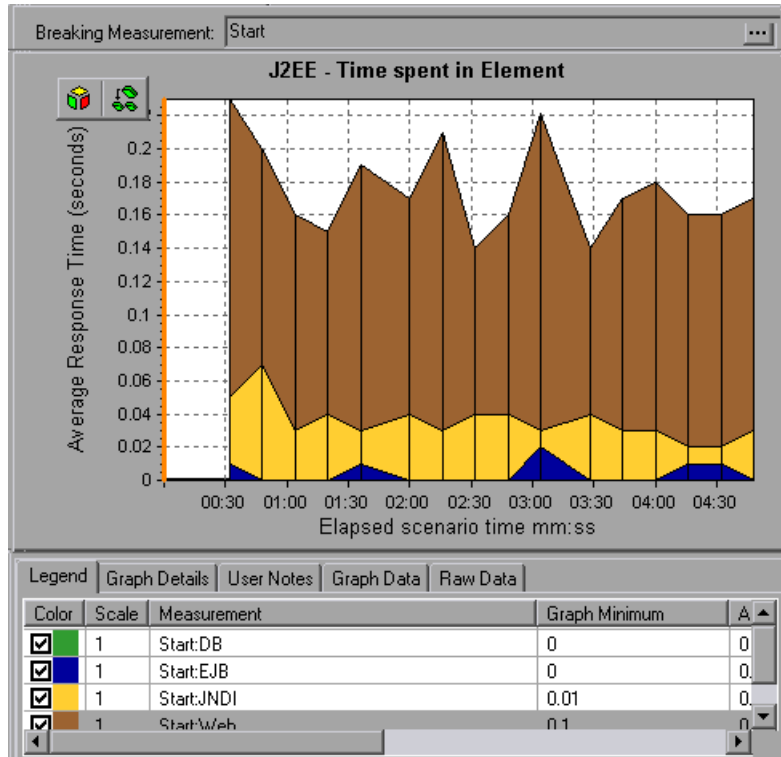 Breaking Measurement: Start ...
J2EE - Time spent in Element
Average Response Time (seconds)
0.2
0.18
0.16
0.14
0.12
0.1
0.08
0.06
0.04
0.02
0
00:30 01:00 01:30 02:00 02:30 03:00 03:30 04:00 04:30
Elapsed scenario time mm:ss
Legend Graph Details User Notes Graph Data Raw Data
Color Scale Measurement Graph Minimum A
1 Start:DB 0 0
1 Start:EJB 0 0.
1 Start:JNDI 0.01 0.
1 Start:Web 0.1 0